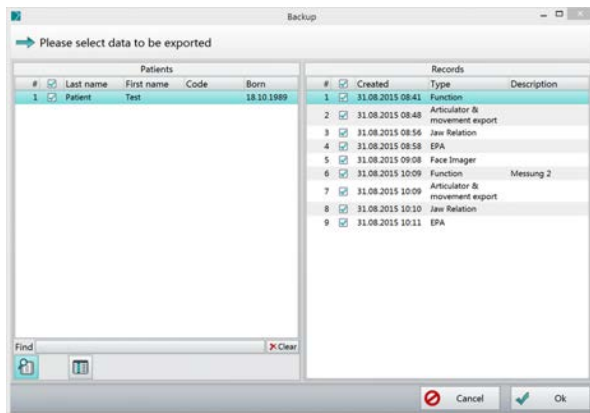 Backup
Please select data to be exported
Patients
# Last name First name Code Born
1 Patient Test 18.10.1989
Find Clear
Records
# Created Type Description
1 31.08.2015 08:41 Function
2 31.08.2015 08:48 Articulator &
movement export
3 31.08.2015 08:56 Jaw Relation
4 31.08.2015 08:58 EPA
5 31.08.2015 09:08 Face Imager
6 31.08.2015 10:09 Function Messung 2
7 31.08.2015 10:09 Articulator &
movement export
8 31.08.2015 10:10 Jaw Relation
9 31.08.2015 10:11 EPA
Cancel Ok